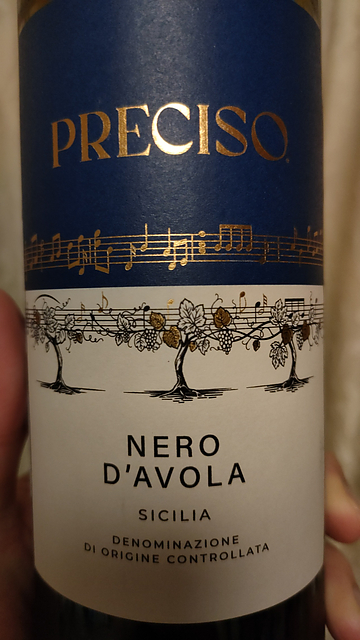 PRECISO
NERO
D'AVOLA
SICILIA
DENOMINAZIONE
DI ORIGINE CONTROLLATA